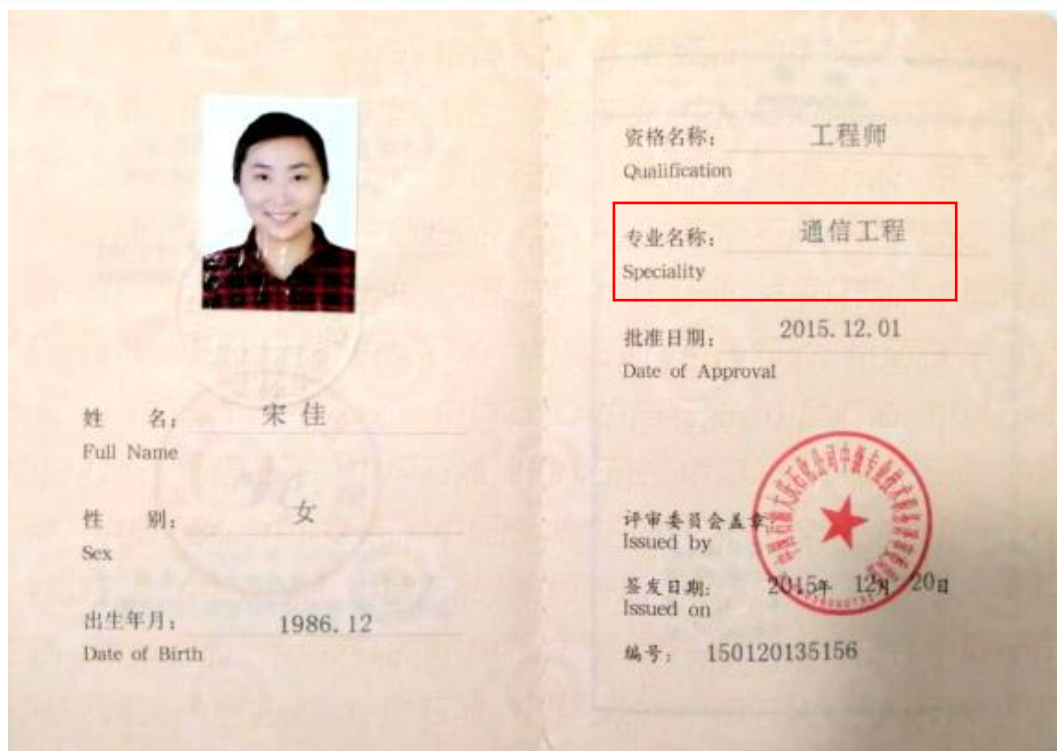 姓 名： 宋 佳
Full Name
性 别： 女
Sex
出生年月： 1986.12
Date of Birth
资格名称： 工程师
Qualification
专业名称： 通信工程
Speciality
批准日期： 2015.12.01
Date of Approval
评审委员会盖章
Issued by
签发日期： 2015年 12月 20日
Issued on
编号： 150120135156